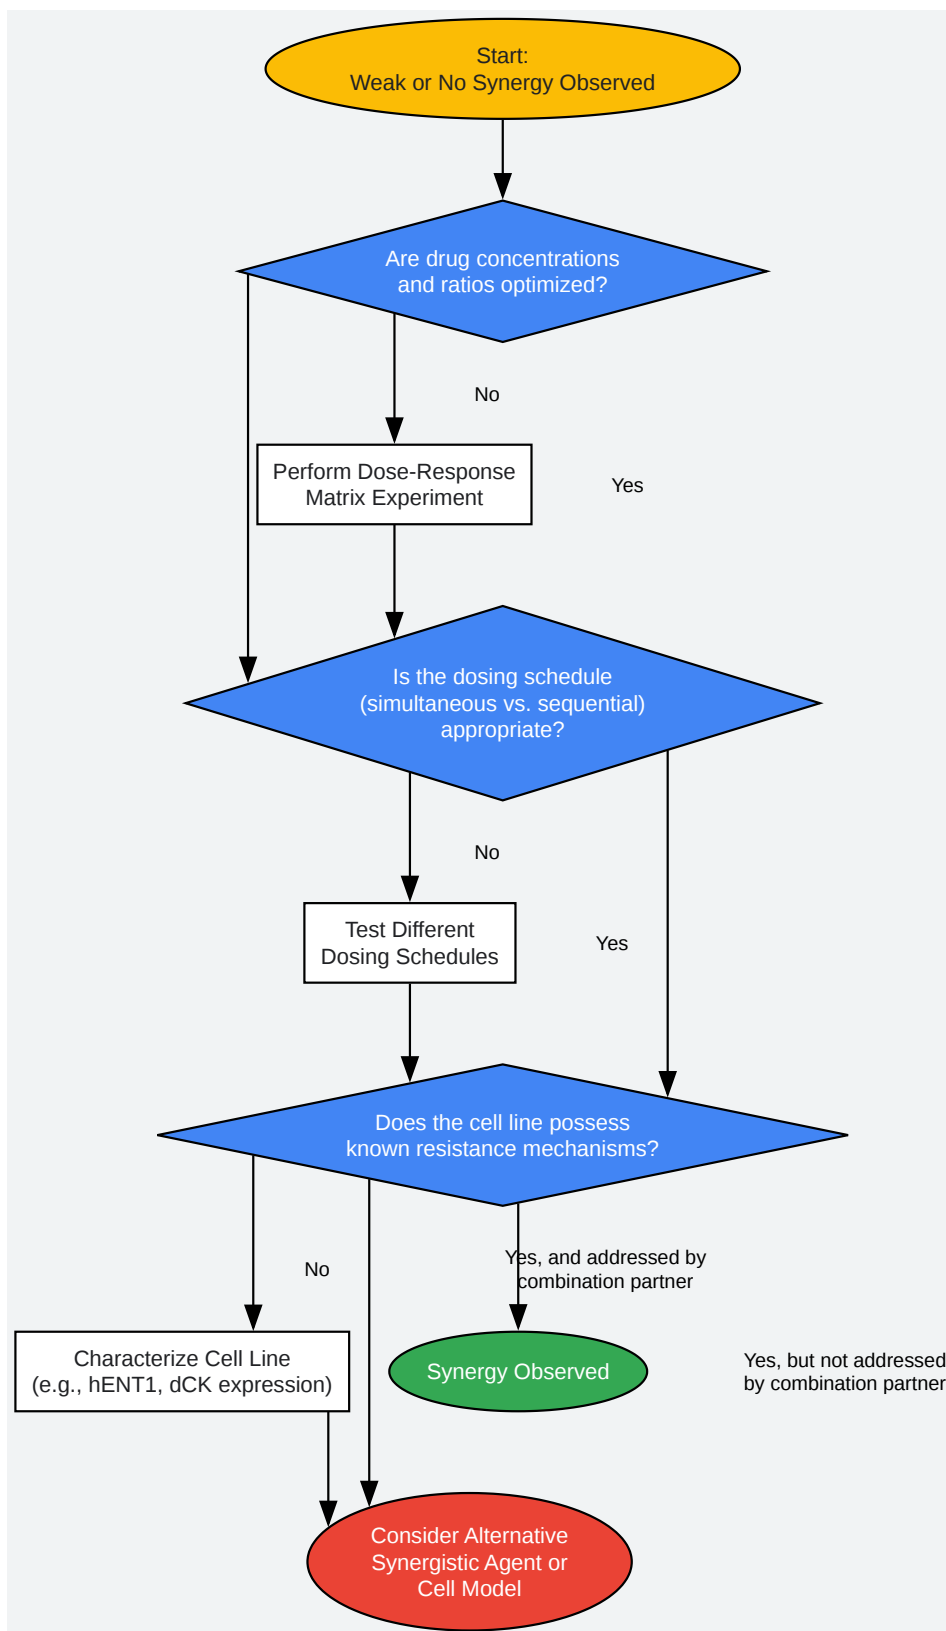 Start:
Weak or No Synergy Observed
Are drug concentrations
and ratios optimized?
No
Perform Dose-Response
Matrix Experiment
Yes
Is the dosing schedule
(simultaneous vs. sequential)
appropriate?
No
Test Different
Dosing Schedules
Yes
Does the cell line possess
known resistance mechanisms?
No
Yes, and addressed by
combination partner
Characterize Cell Line
(e.g., hENT1, dCK expression)
Synergy Observed
Yes, but not addressed
by combination partner
Consider Alternative
Synergistic Agent or
Cell Model